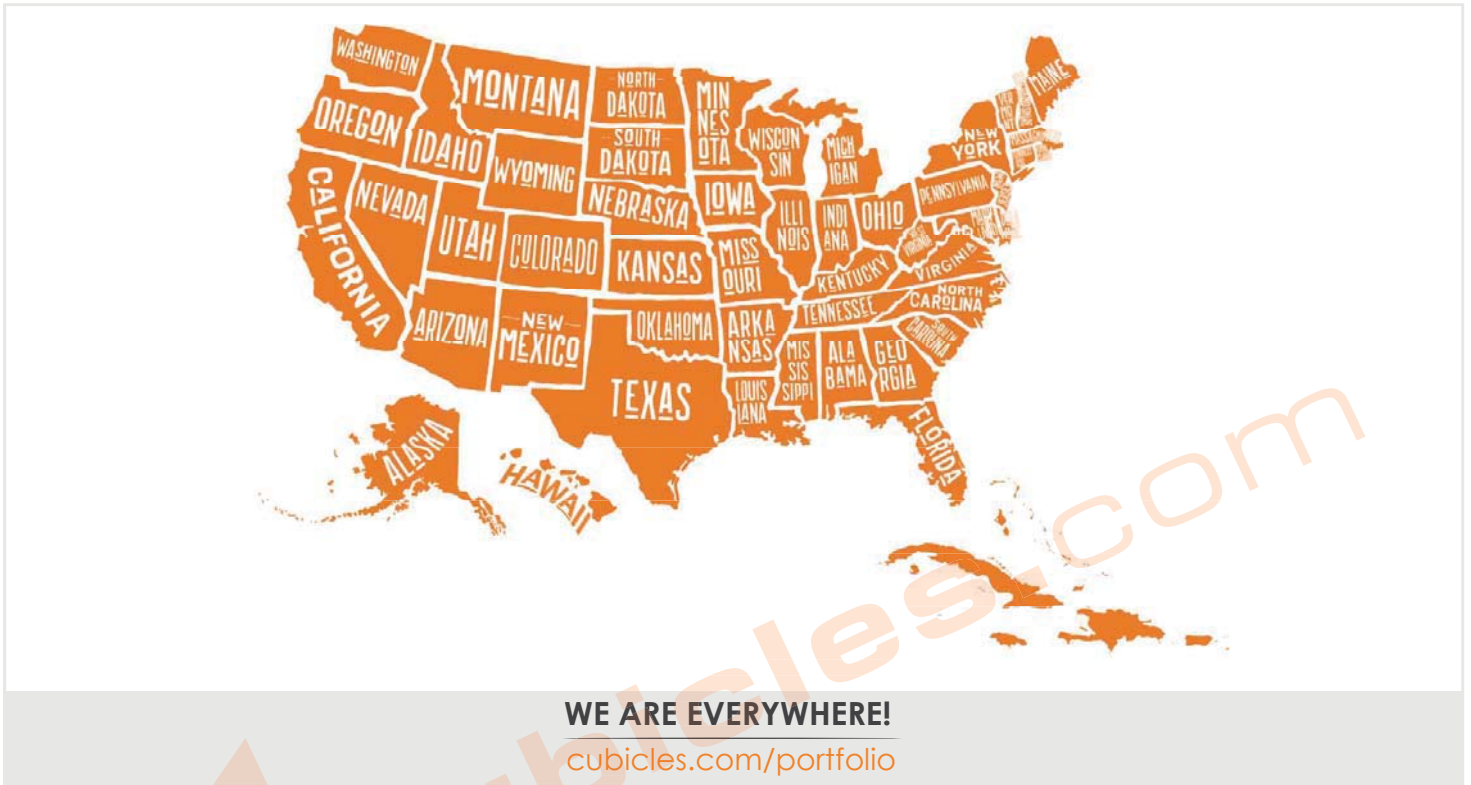 WASHINGTON
MONTANA
NORTH
DAKOTA
MIN
NES
OTA
MAINE
OREGON
IDAHO
WISCON
SIN
MICH
IGAN
NEW
YORK
SOUTH
DAKOTA
WYOMING
CALIFORNIA
NEVADA
NEBRASKA
IOWA
PENNSYLVANIA
UTAH
COLORADO
ILLI
NOIS
INDI
ANA
OHIO
KANSAS
MISS
OURI
KENTUCKY
VIRGINIA
DC
ARIZONA
NEW
MEXICO
OKLAHOMA
ARKA
NSAS
TENNESSEE
NORTH
CAROLINA
SOUTH
CAROLINA
MIS
SIS
SIPPI
ALA
BAMA
GEO
RGIA
TEXAS
LOUIS
IANA
FLORIDA
ALASKA
HAWAII
WE ARE EVERYWHERE!
cubicles.com/portfolio